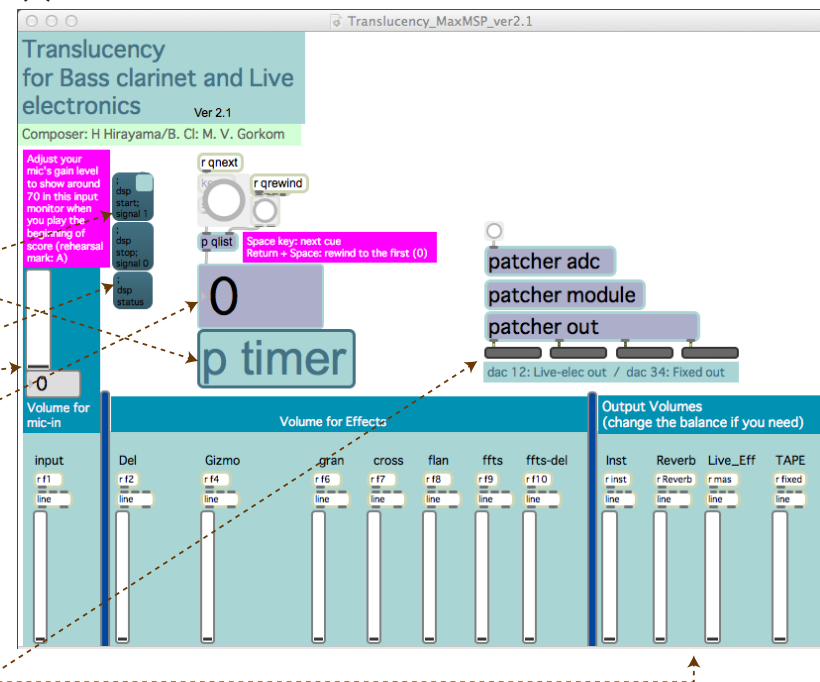 Translucency_MaxMSP_ver2.1
Translucency
for Bass clarinet and Live
electronics
Ver 2.1
Composer: H Hirayama/B. Cl: M. V. Gorkom
Adjust your
mic's gain level
to show around
70 in this input
monitor when
you play the
beginning of
score (rehearsal
mark: A)
;
dsp
start;
signal 1
;
dsp
stop;
signal 0
;
dsp
status
r qnext
r qrewind
p qlist
Space key: next cue
Return + Space: rewind to the first (0)
0
p timer
patcher adc
patcher module
patcher out
dac 12: Live-elec out / dac 34: Fixed out
0
Volume for
mic-in
Volume for Effects
Output Volumes
(change the balance if you need)
input Del Gizmo gran cross flan ffts ffts-del Inst Reverb Live_Eff TAPE
r f1 r f2 r f4 r f6 r f7 r f8 r f9 r f10 r inst r Reverb r mas r fixed
line line line line line line line line line line line line